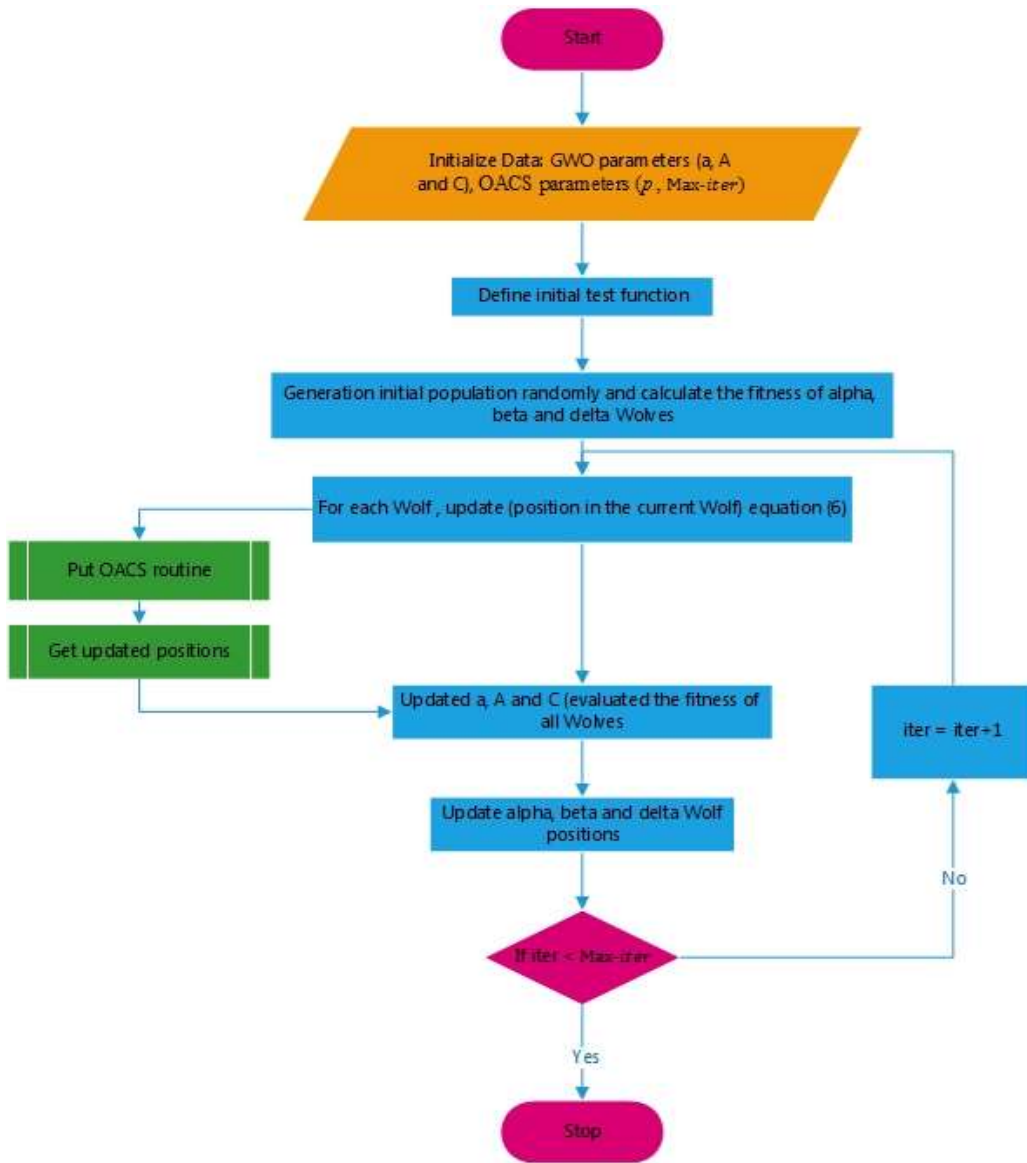 Start
Initialize Data: GWO parameters (a, A
and C), OACS parameters (p , Max-iter)
Define initial test function
Generation initial population randomly and calculate the fitness of alpha,
beta and delta Wolves
For each Wolf , update (position in the current Wolf) equation (6)
Put OACS routine
Get updated positions
Updated a, A and C (evaluated the fitness of
all Wolves
iter = iter+1
Update alpha, beta and delta Wolf
positions
No
If iter < Max-iter
Yes
Stop